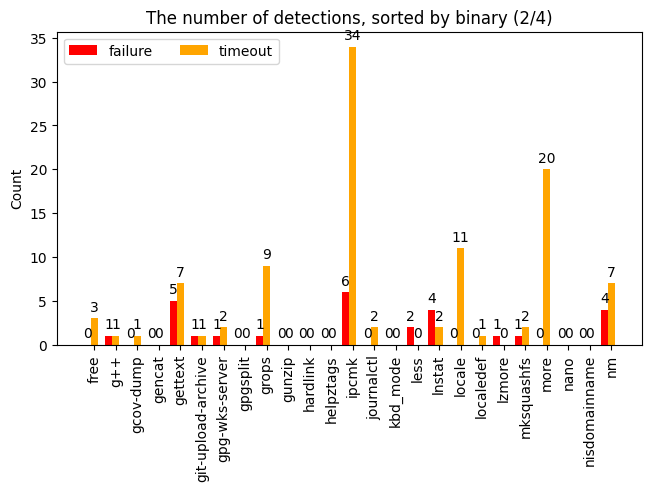 The number of detections, sorted by binary (2/4)
failure
timeout
Count
35
30
25
20
15
10
5
0
0 3
1 1
0 1
0 0
5 7
1 1
1 2
0 0
1 9
0 0
0 0
0 0
6 34
0 2
0 0
2 0
4 2
0 11
0 1
1 0
1 2
0 20
0 0
0 0
4 7
free
g++
gcov-dump
gencat
gettext
git-upload-archive
gpg-wks-server
gpgsplit
grops
gunzip
hardlink
helpztags
ipcmk
journalctl
kbd_mode
less
lnstat
locale
localedef
lzmore
mksquashfs
more
nano
nisdomainname
nm